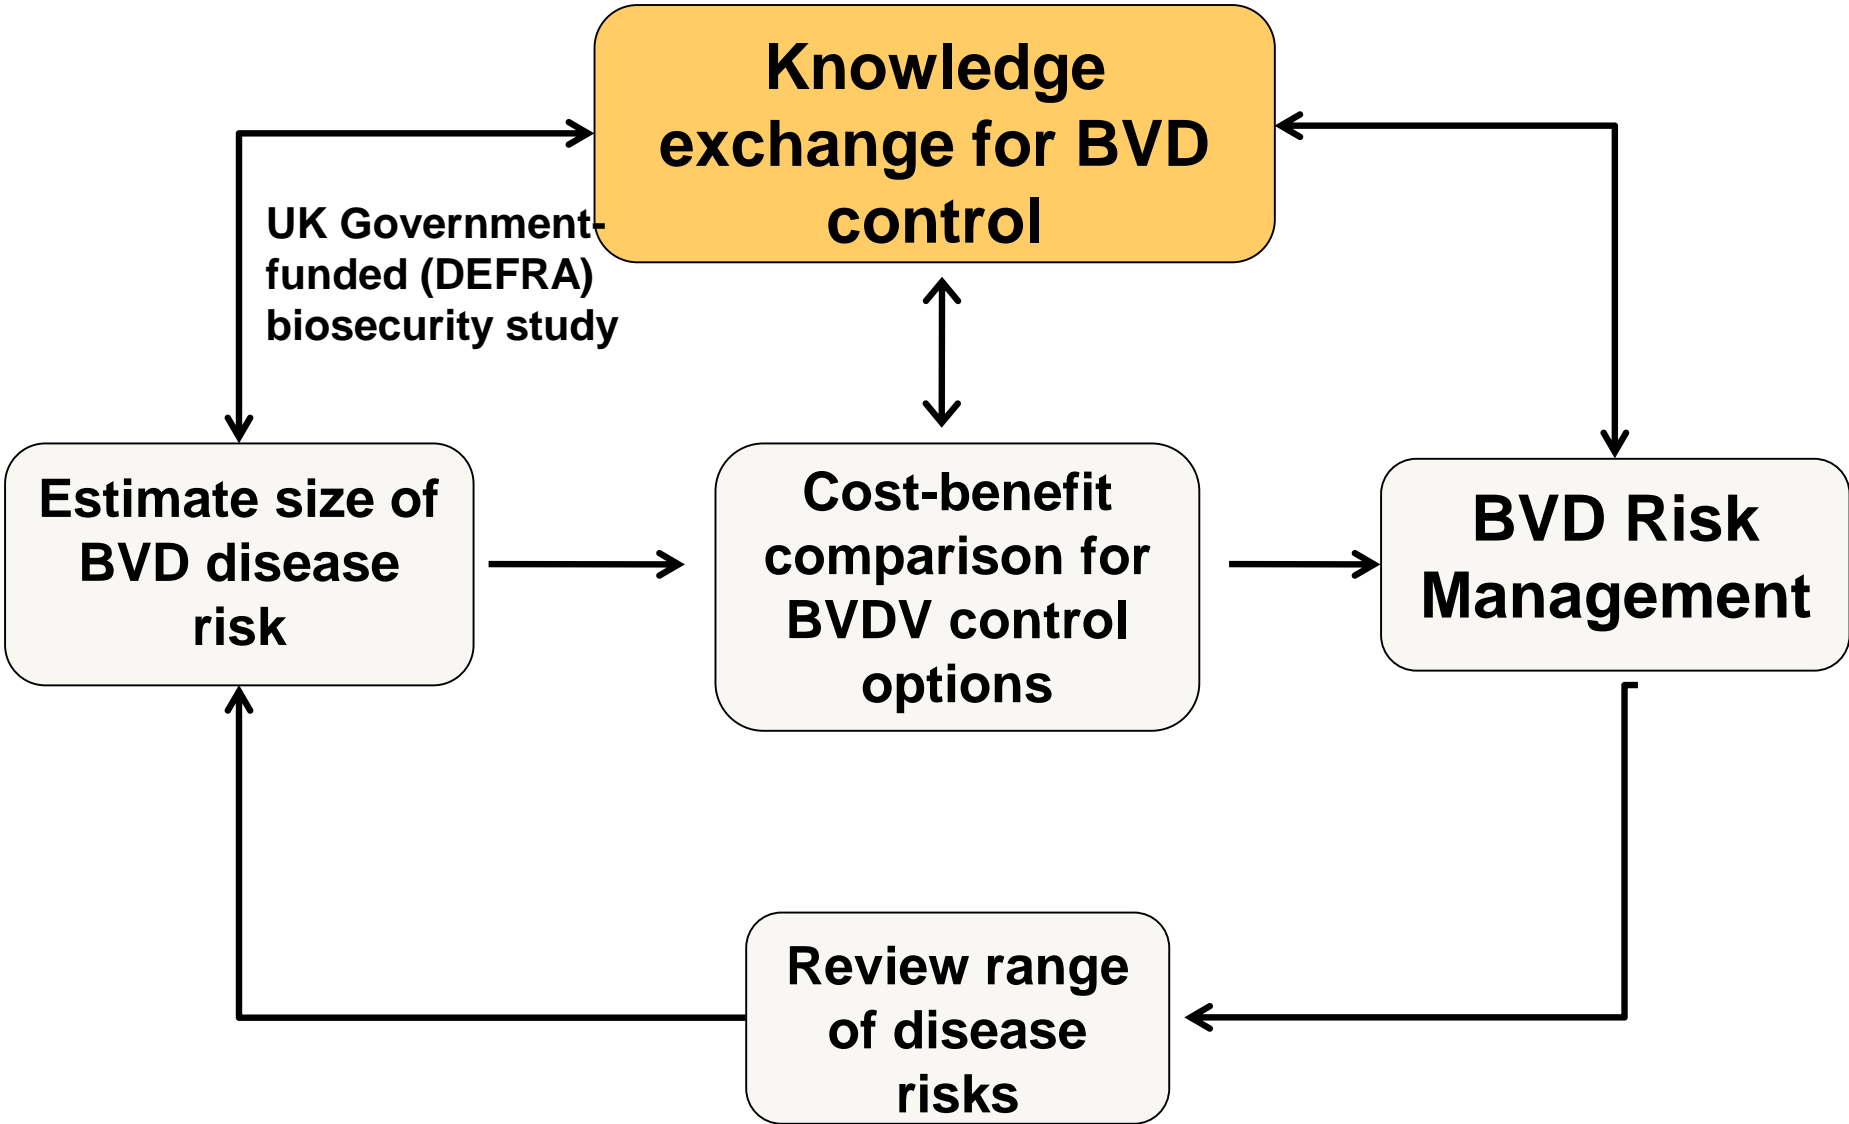 Knowledge
exchange for BVD
control
UK Government-
funded (DEFRA)
biosecurity study
Estimate size of
BVD disease
risk
Cost-benefit
comparison for
BVDV control
options
BVD Risk
Management
Review range
of disease
risks